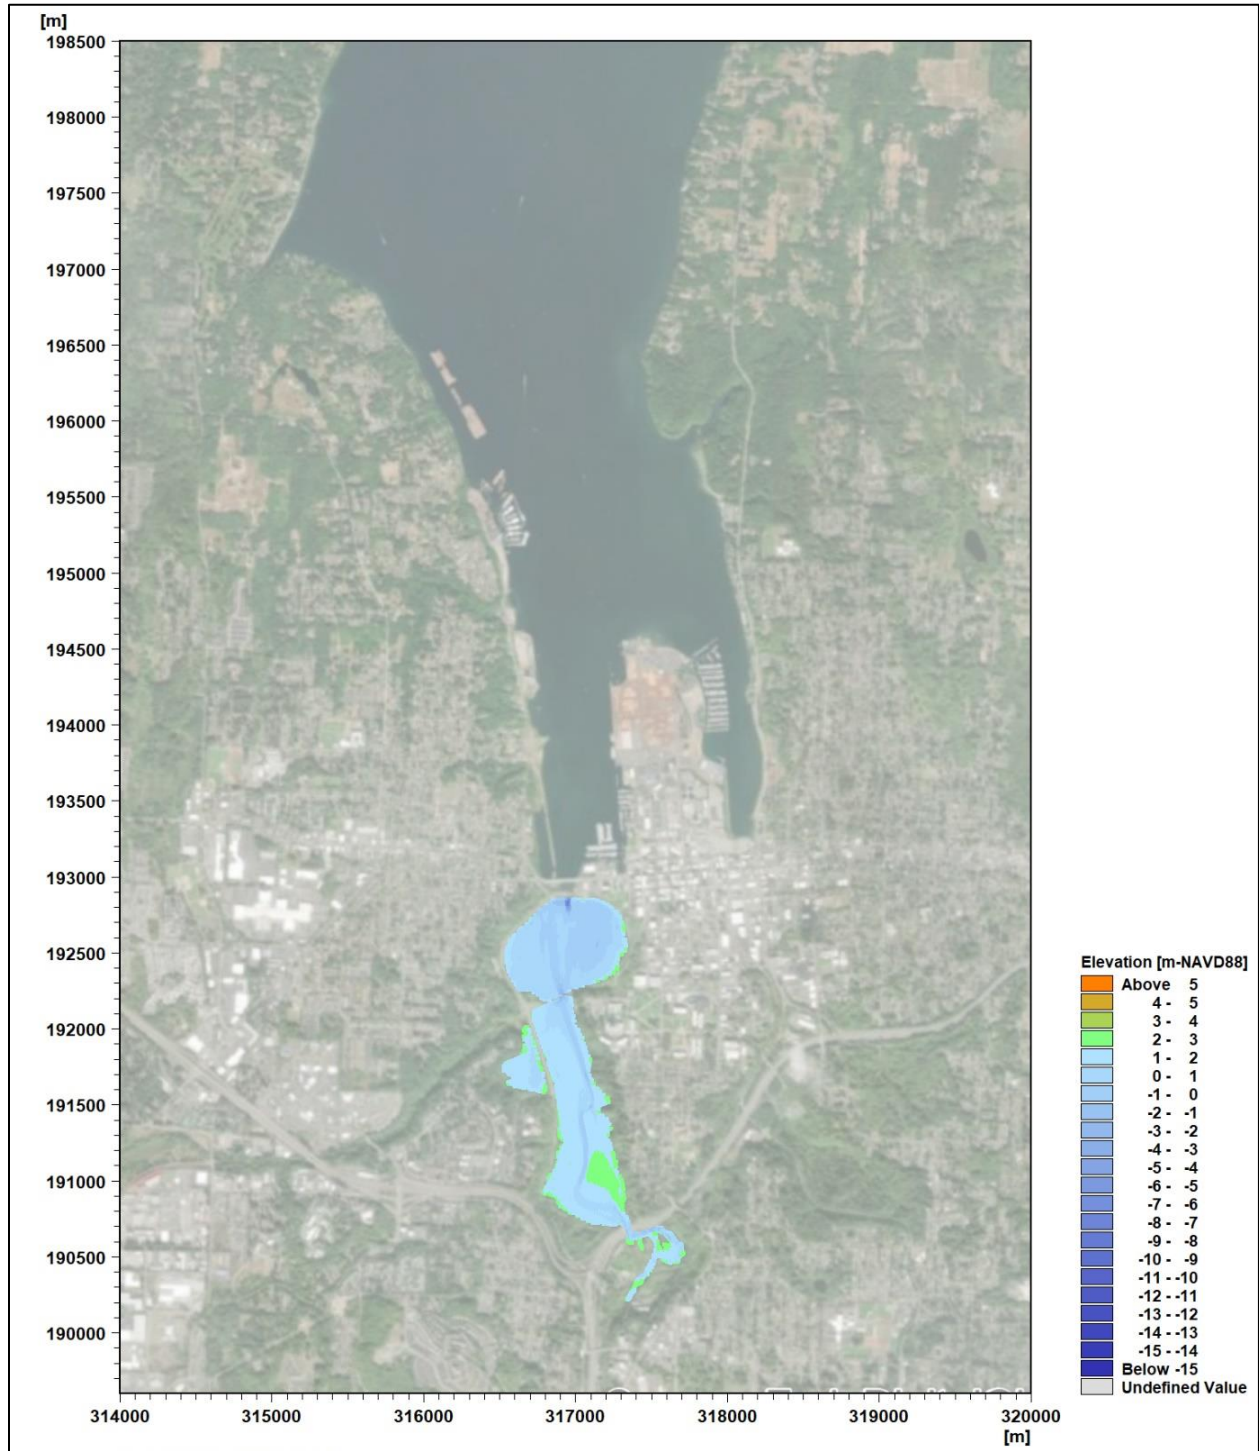 [m]
198500
198000
197500
197000
196500
196000
195500
195000
194500
194000
193500
193000
192500
192000
191500
191000
190500
190000
314000 315000 316000 317000 318000 319000 320000
[m]
Elevation [m-NAVD88]
Above 5
4 - 5
3 - 4
2 - 3
1 - 2
0 - 1
-1 - 0
-2 - -1
-3 - -2
-4 - -3
-5 - -4
-6 - -5
-7 - -6
-8 - -7
-9 - -8
-10 - -9
-11 - -10
-12 - -11
-13 - -12
-14 - -13
-15 - -14
Below -15
Undefined Value